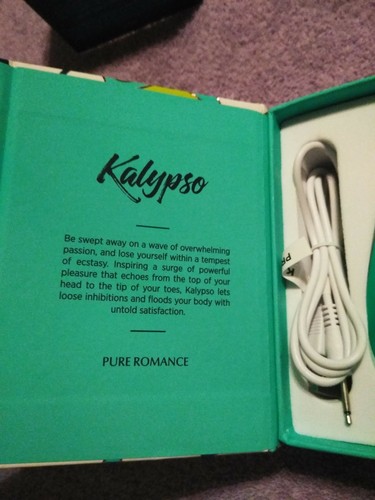 Kalypso
Be swept away on a wave of overwhelming
passion, and lose yourself within a tempest
of ecstasy. Inspiring a surge of powerful
pleasure that echoes from the top of your
head to the tip of your toes, Kalypso lets
loose inhibitions and floods your body with
untold satisfaction.
PURE ROMANCE